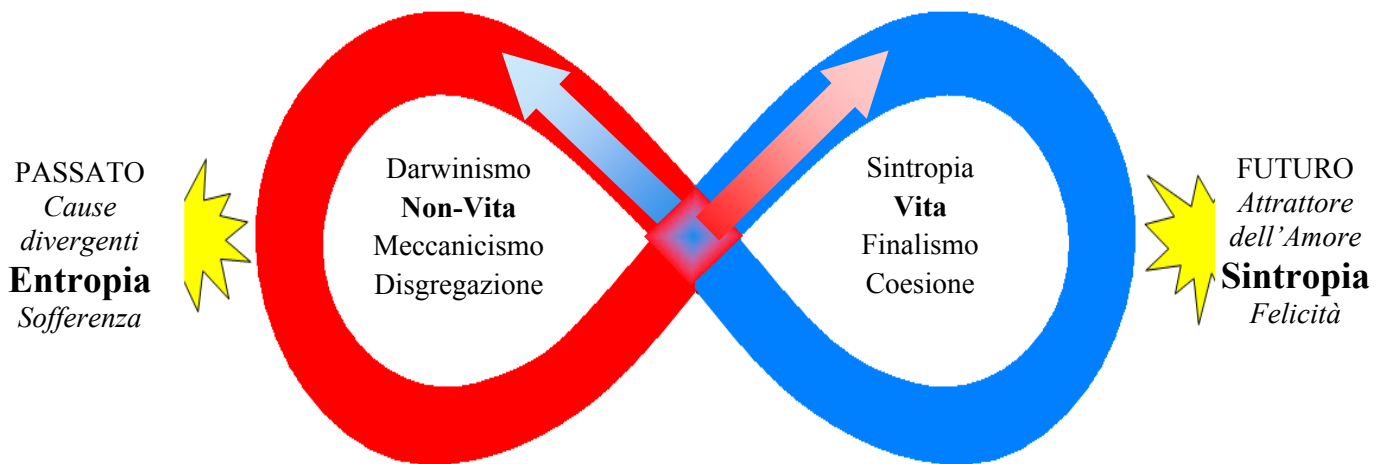 PASSATO
Cause
divergenti
Entropia
Sofferenza
Darwinismo
Non-Vita
Meccanicismo
Disgregazione
Sintropia
Vita
Finalismo
Coesione
FUTURO
Attrattore
dell’Amore
Sintropia
Felicità